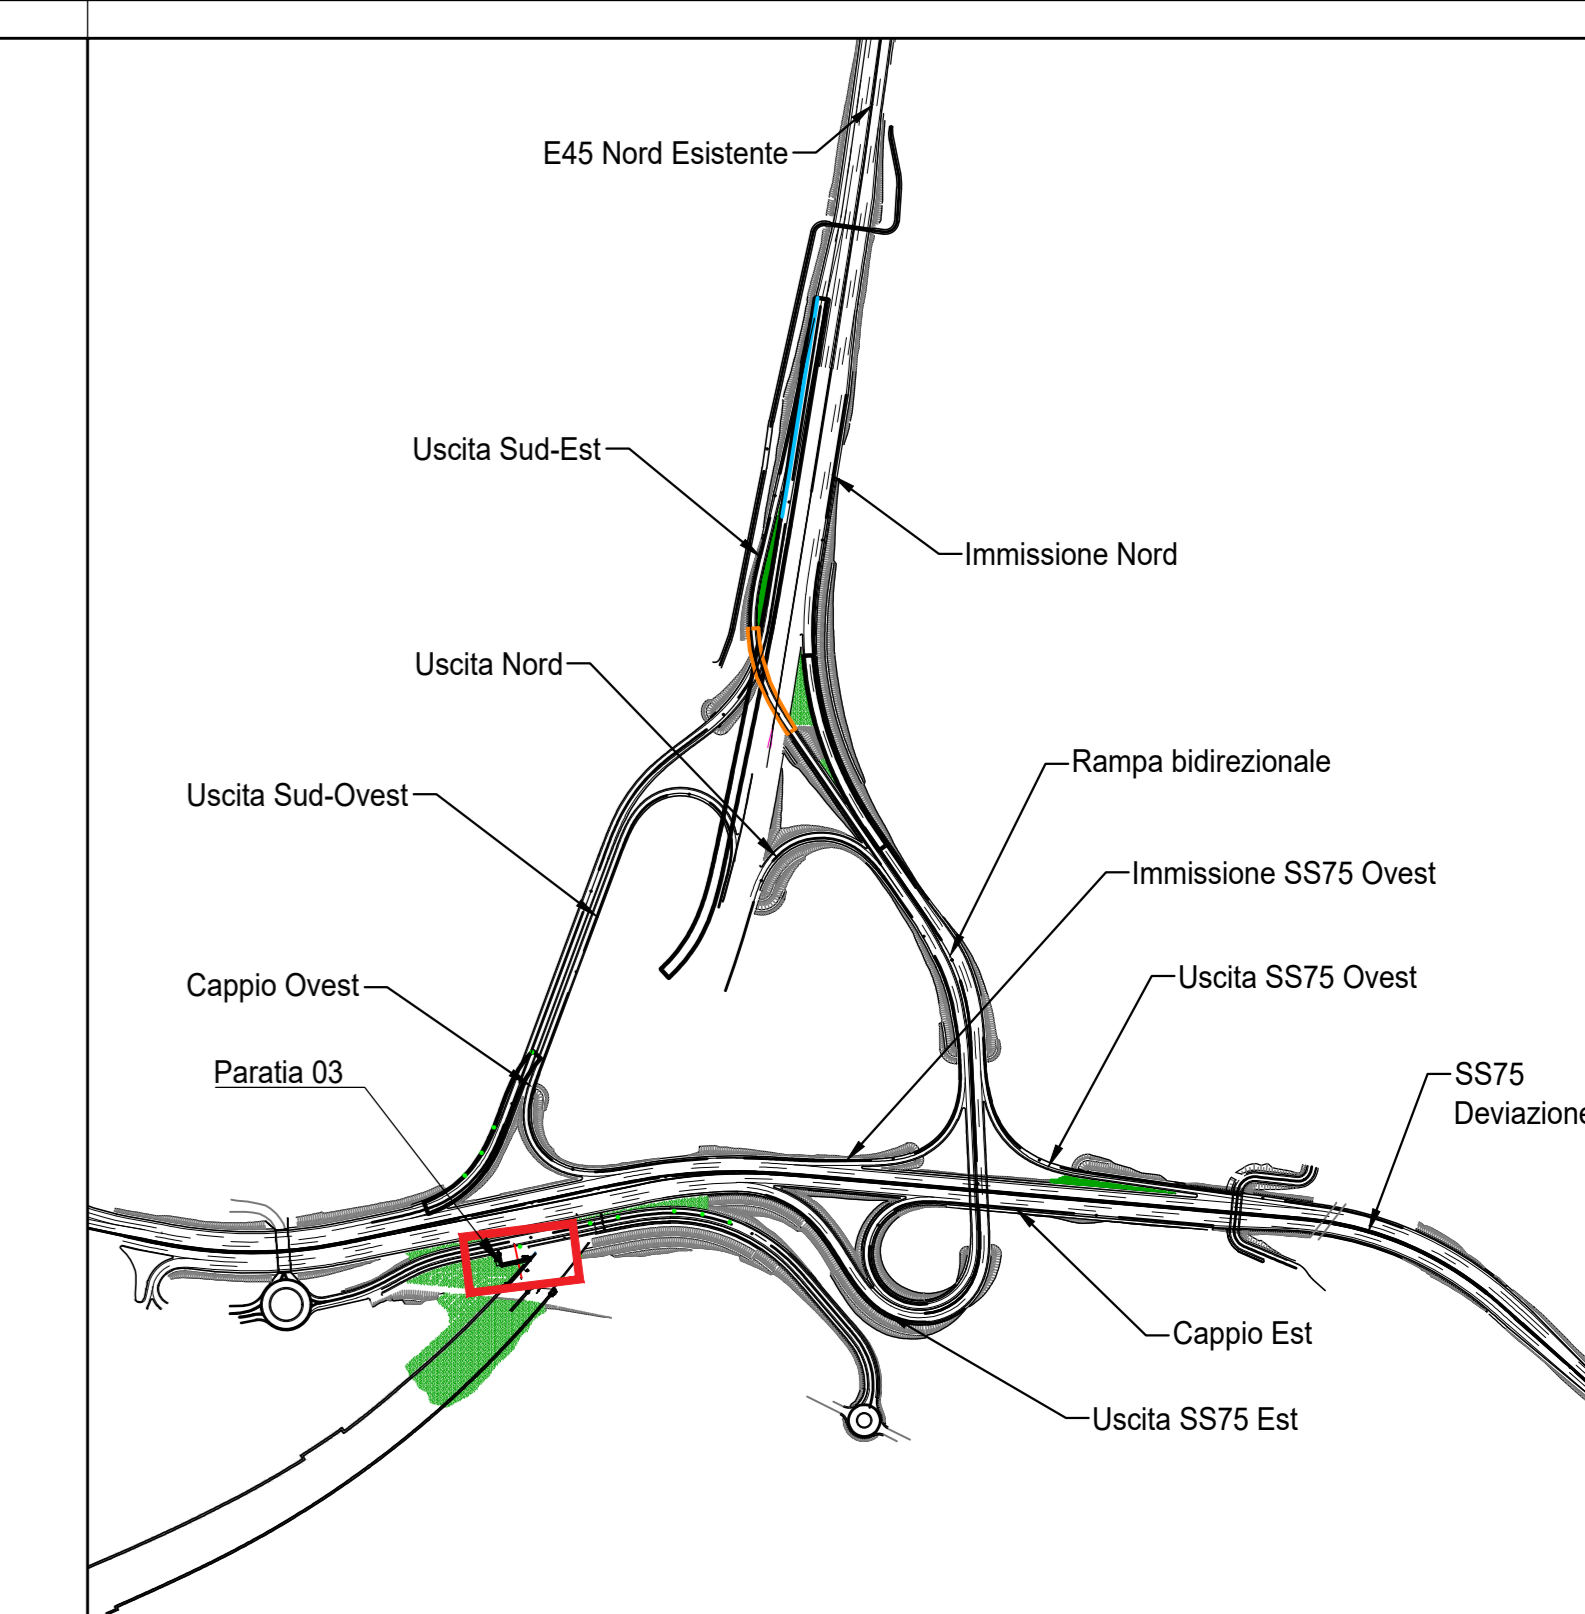 E45 Nord Esistente
Uscita Sud-Est
Immissione Nord
Uscita Nord
Rampa bidirezionale
Uscita Sud-Ovest
Immissione SS75 Ovest
Uscita SS75 Ovest
Cappio Ovest
Paratia 03
SS75
Deviazione
Cappio Est
Uscita SS75 Est